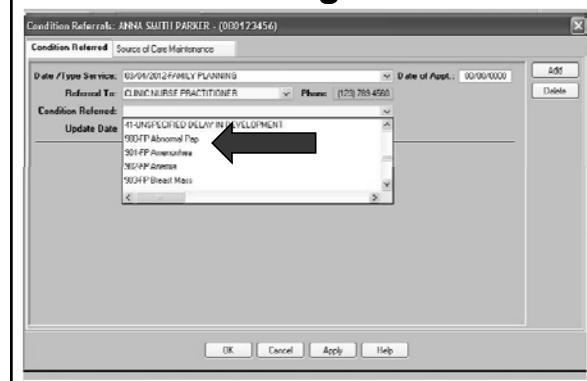 Condition Referrals: ANNA SMITH PARKER - (000123456)
Condition Referred Source of Care Maintenance
Date /Type Service: 03/04/2012-FAMILY PLANNING Date of Appt.: 00/00/0000 Add
Referred To: CLINIC NURSE PRACTITIONER Phone (123) 789-4560 Delete
Condition Referred:
Update Date 41-UNSPECIFIED DELAY IN DEVELOPMENT
900-FP Abnormal Pap
901-FP Amenorrhea
902-FP Anemia
903-FP Breast Mass
OK Cancel Apply Help